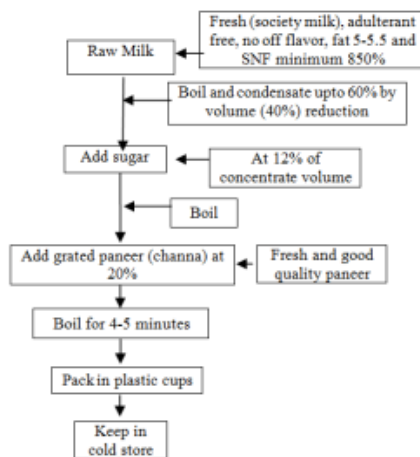 Fresh (society milk), adulterant
free, no off flavor, fat 5-5.5 and
SNF minimum 850%
Raw Milk
Boil and condensate upto 60% by
volume (40%) reduction
Add sugar
At 12% of
concentrate volume
Boil
Add grated paneer (channa) at
20%
Fresh and good
quality paneer
Boil for 4-5 minutes
Pack in plastic cups
Keep in
cold store